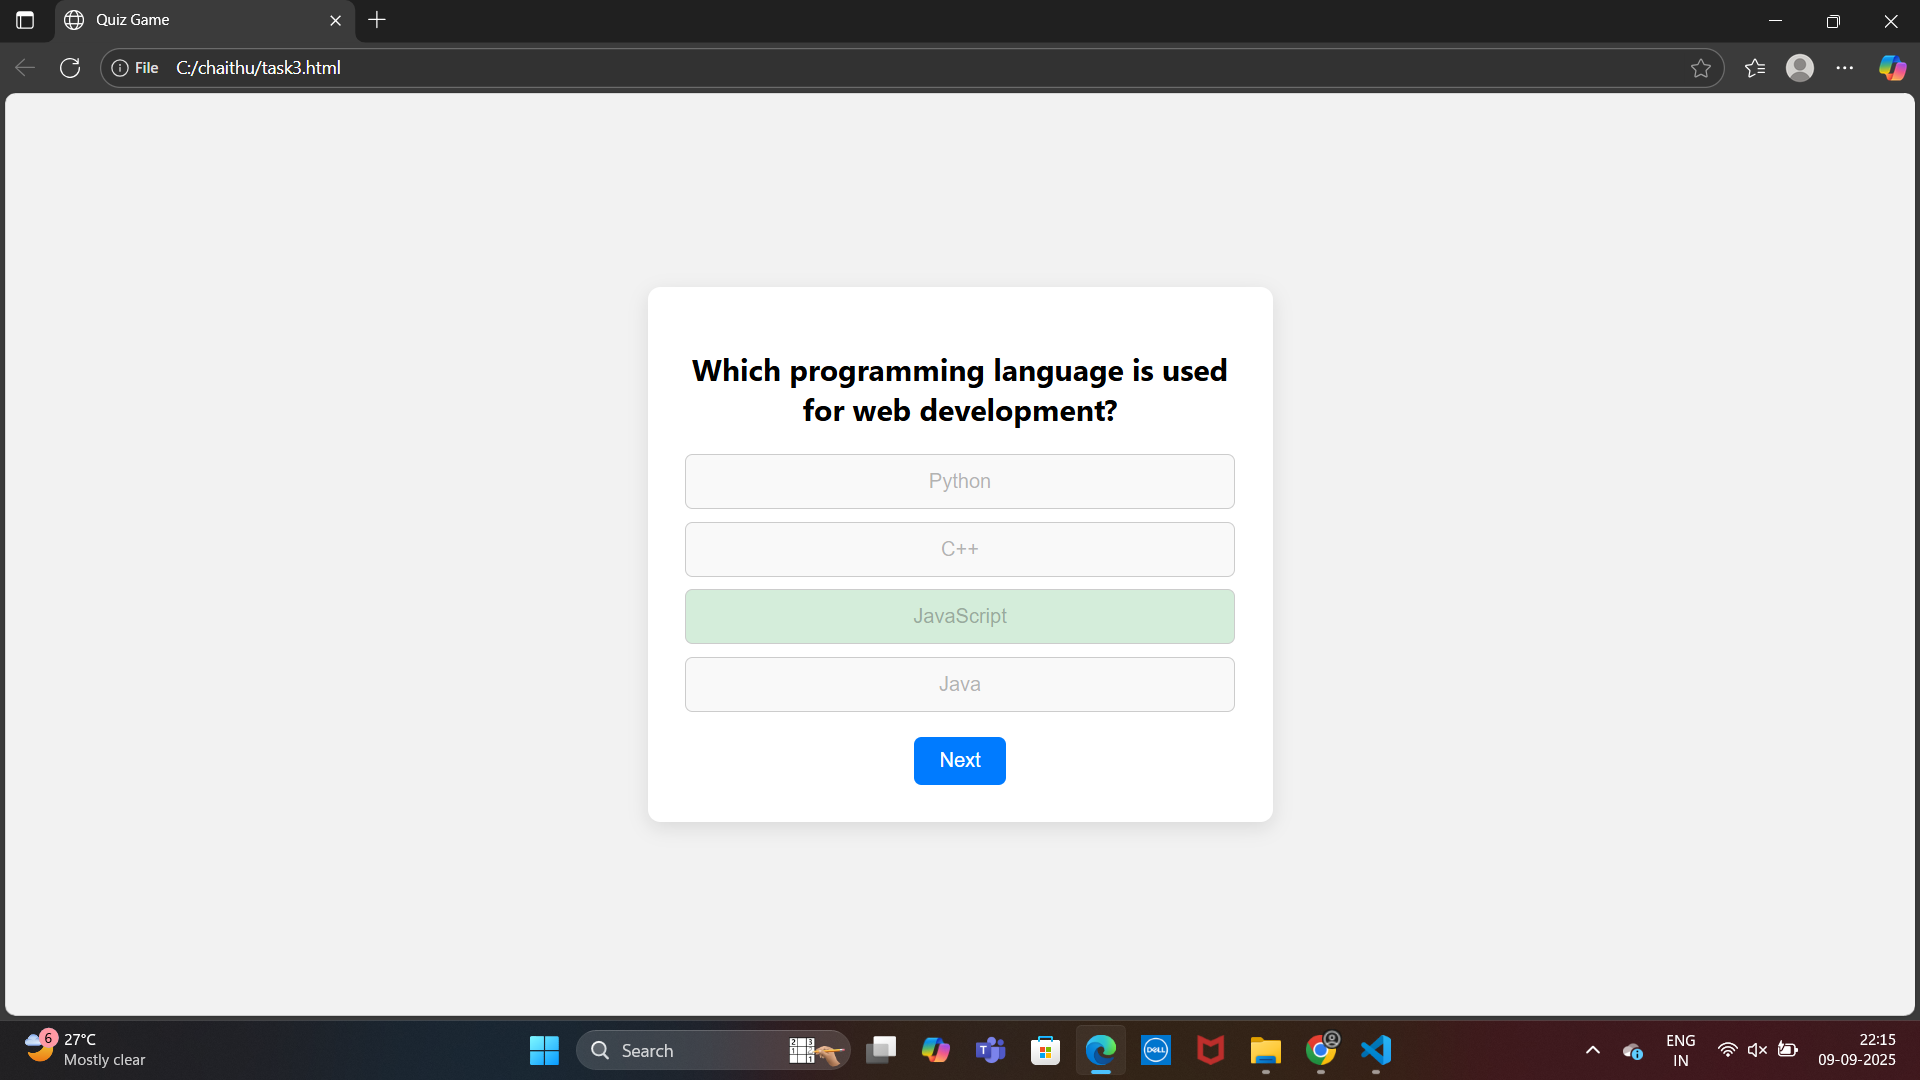 Quiz Game
File C:/chaithu/task3.html
Which programming language is used
for web development?
Python
C++
JavaScript
Java
Next
6
27°C
Mostly clear
Search
DELL
ENG
IN
22:15
09-09-2025